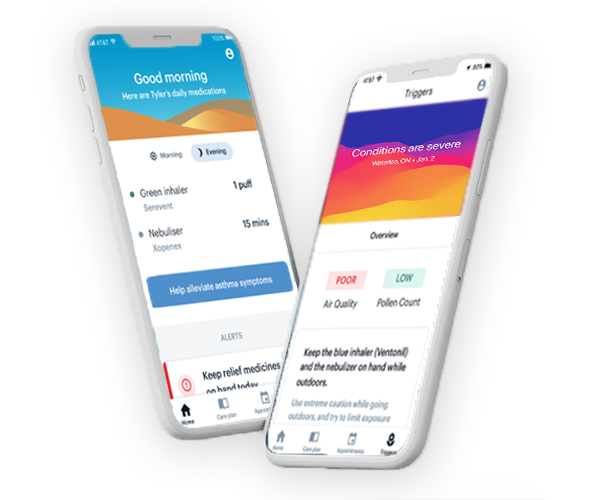 AT&T
100%
Good morning
Here are Tyler's daily medications
Morning
Evening
Green inhaler 1 puff
Serevent
Nebuliser 15 mins
Xopenex
Help alleviate asthma symptoms
ALERTS
Keep relief medicines
on hand today
Home Care plan
AT&T
80%
Triggers
Conditions are severe
Waterloo, ON • Jan. 2
Overview
POOR LOW
Air Quality Pollen Count
Keep the blue inhaler (Ventonil)
and the nebulizer on hand while
outdoors.
Use extreme caution while going
outdoors, and try to limit exposure
Home Care plan Appointments Triggers